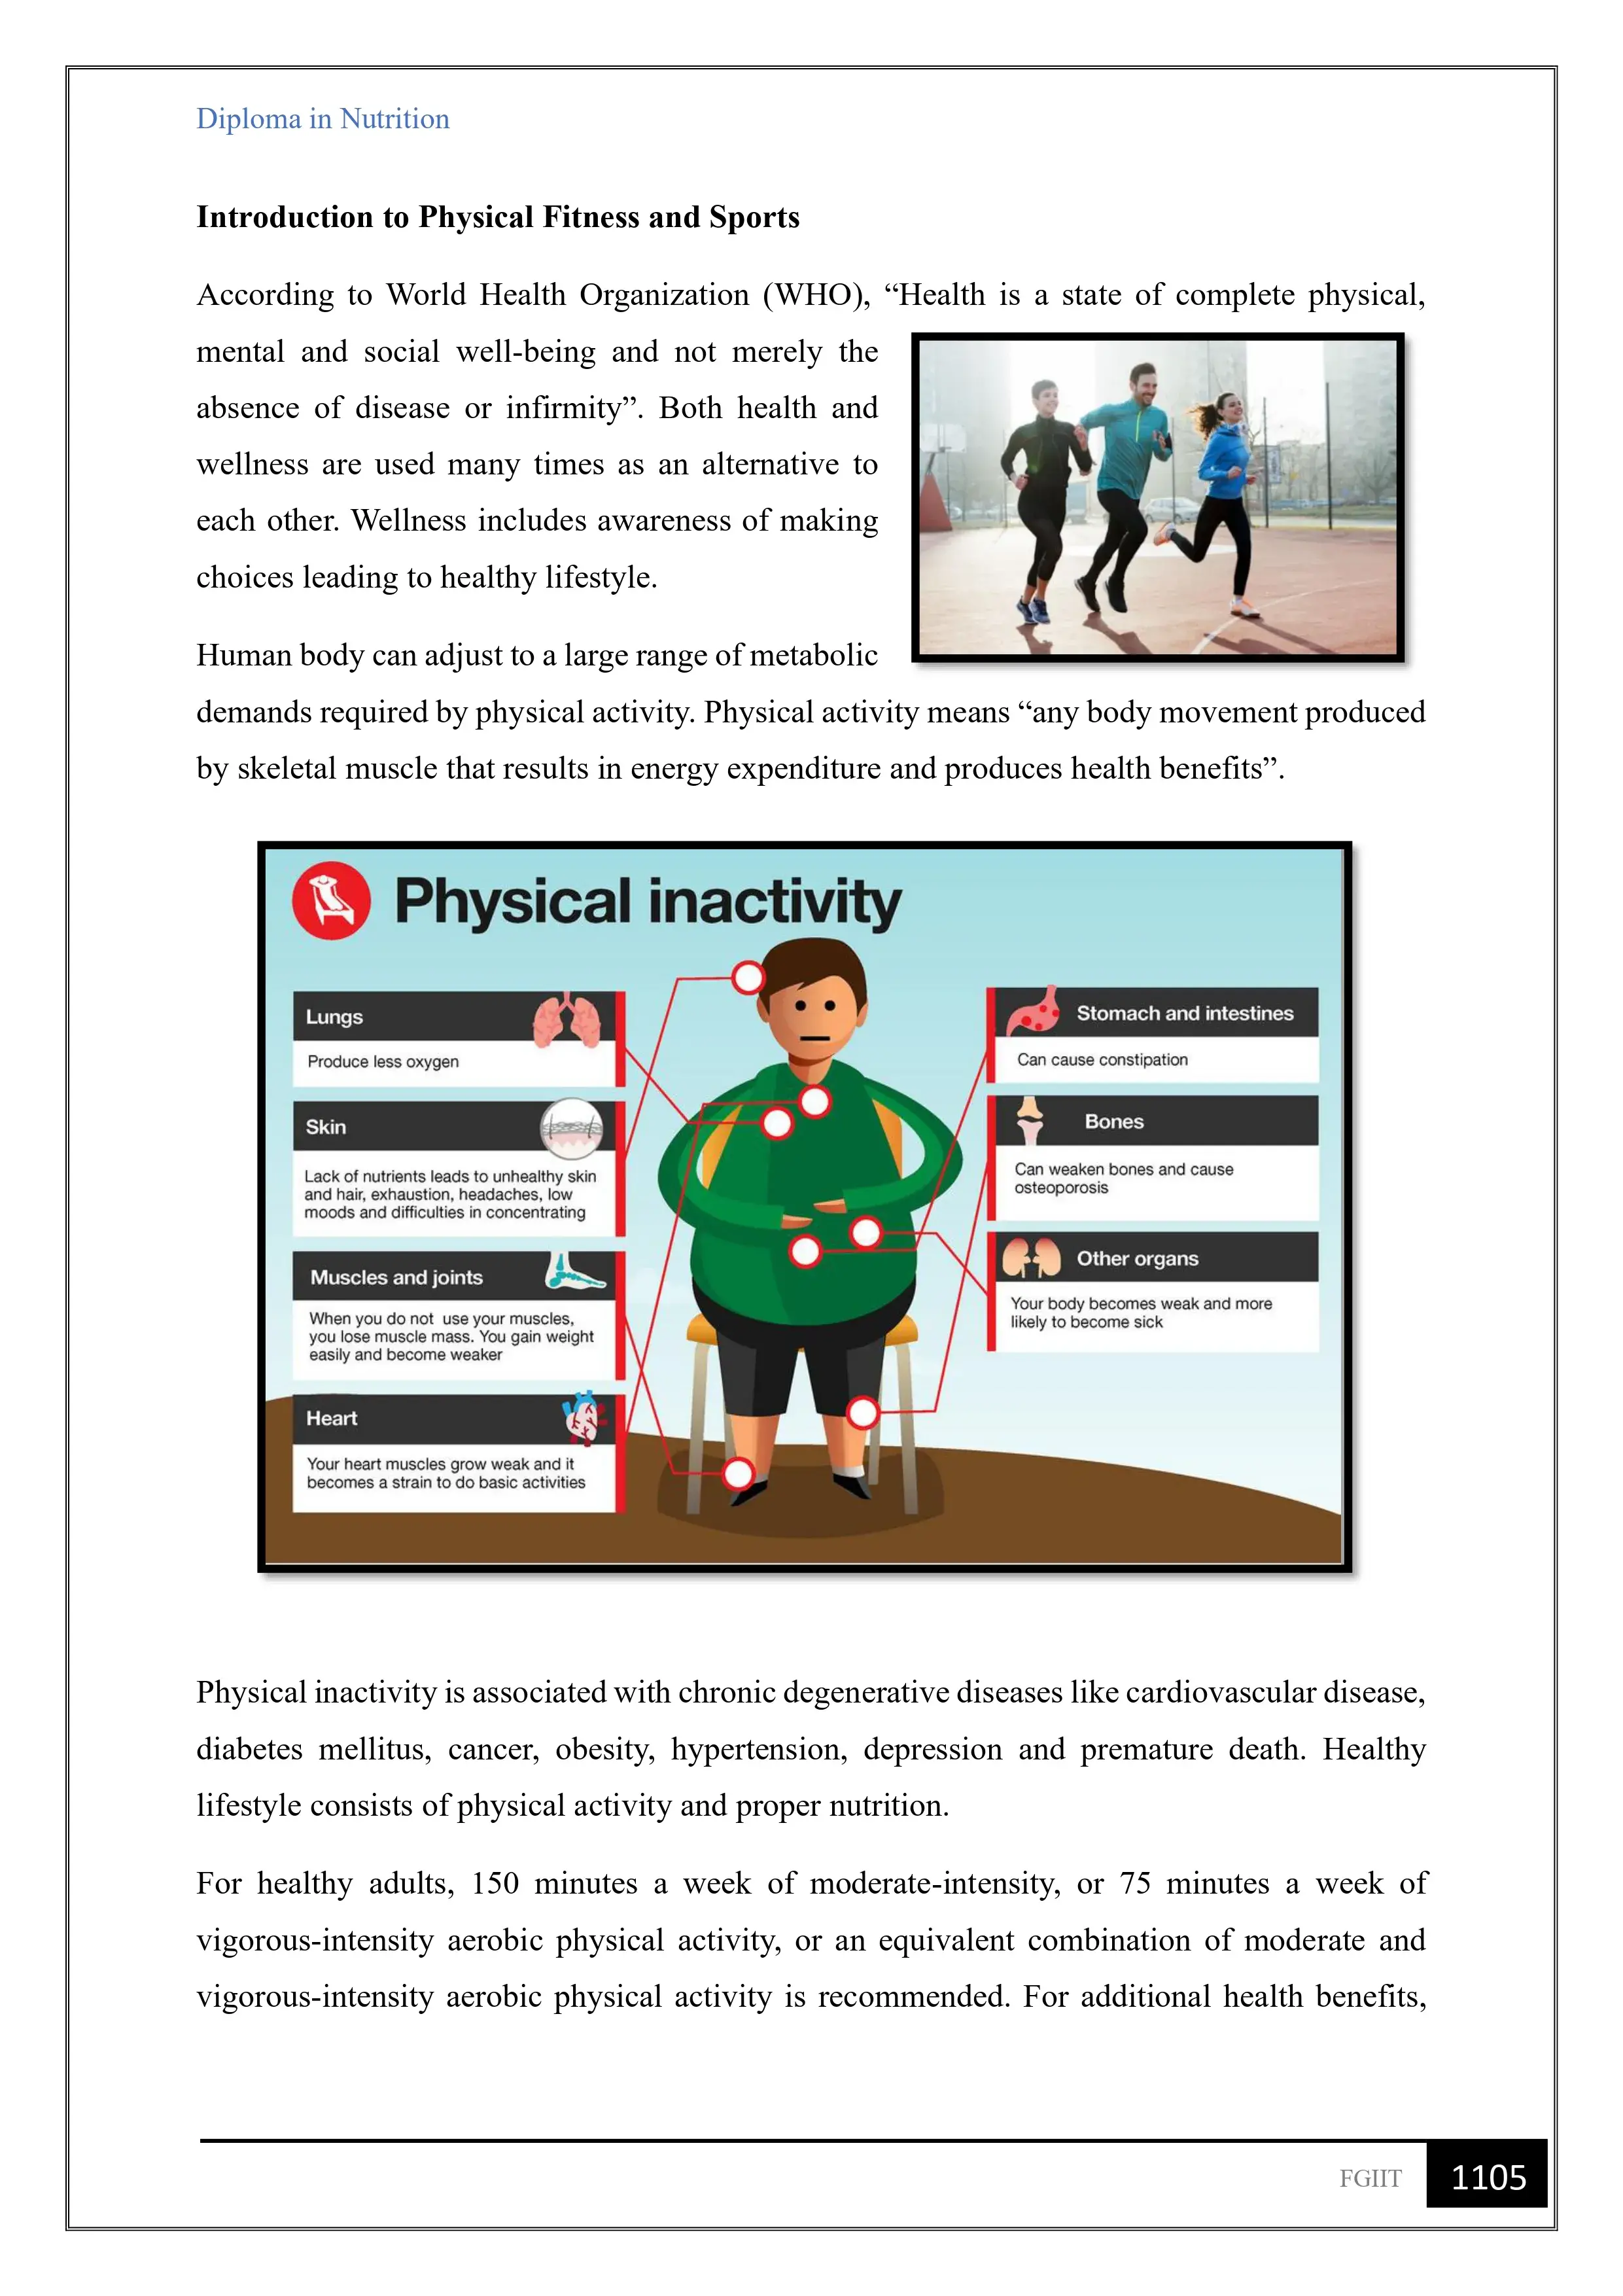 Diploma in Nutrition
Introduction to Physical Fitness and Sports
According to World Health Organization (WHO), “Health is a state of complete physical,
mental and social well-being and not merely the
absence of disease or infirmity”. Both health and
wellness are used many times as an alternative to
each other. Wellness includes awareness of making
choices leading to healthy lifestyle.
Human body can adjust to a large range of metabolic
demands required by physical activity. Physical activity means “any body movement produced
by skeletal muscle that results in energy expenditure and produces health benefits”.
Physical inactivity
Lungs
Produce less oxygen
Skin
Lack of nutrients leads to unhealthy skin
and hair, exhaustion, headaches, low
moods and difficulties in concentrating
Muscles and joints
When you do not use your muscles,
you lose muscle mass. You gain weight
easily and become weaker
Heart
Your heart muscles grow weak and it
becomes a strain to do basic activities
Stomach and intestines
Can cause constipation
Bones
Can weaken bones and cause
osteoporosis
Other organs
Your body becomes weak and more
likely to become sick
Physical inactivity is associated with chronic degenerative diseases like cardiovascular disease,
diabetes mellitus, cancer, obesity, hypertension, depression and premature death. Healthy
lifestyle consists of physical activity and proper nutrition.
For healthy adults, 150 minutes a week of moderate-intensity, or 75 minutes a week of
vigorous-intensity aerobic physical activity, or an equivalent combination of moderate and
vigorous-intensity aerobic physical activity is recommended. For additional health benefits,
FGIIT 1105